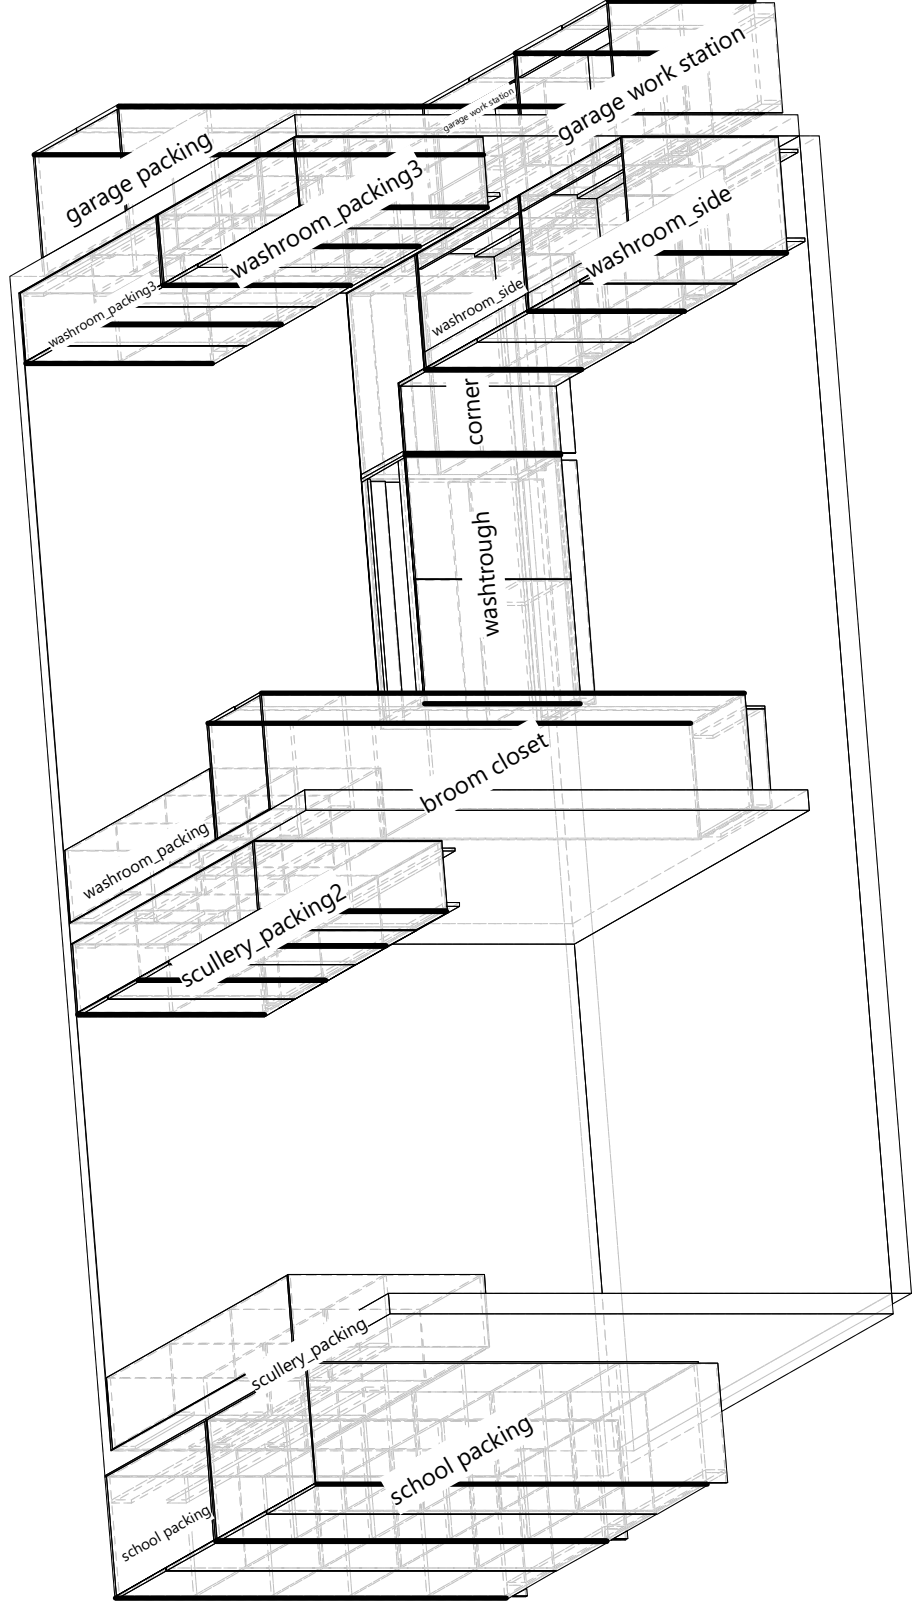 garage work station
garage work station
garage packing
washroom_packing3
washroom_side
washroom_packing3
washroom_side
corner
washtrough
broom closet
washroom_packing
scullery_packing2
scullery_packing
school packing
school packing